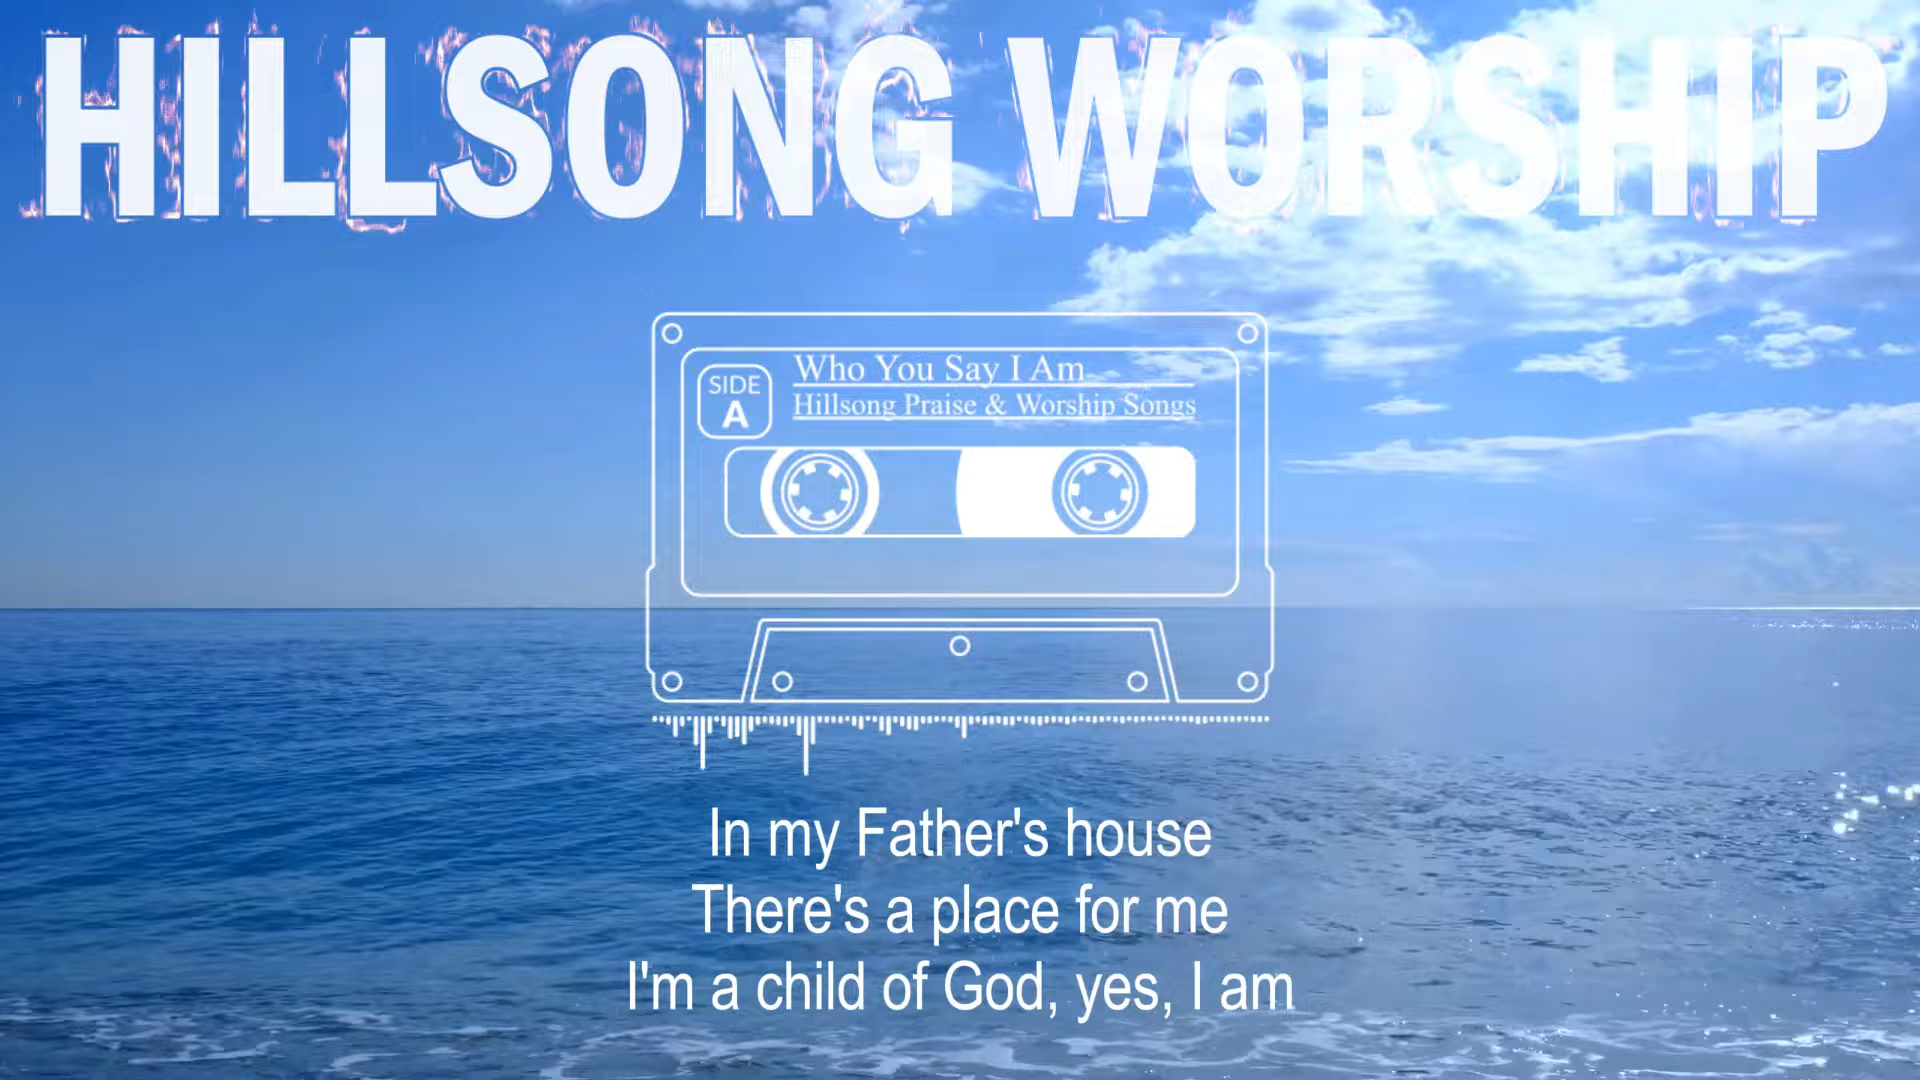 HILLSONG WORSHIP
SIDE
A
Who You Say I Am
Hillsong Praise & Worship Songs
In my Father's house
There's a place for me
I'm a child of God, yes, I am